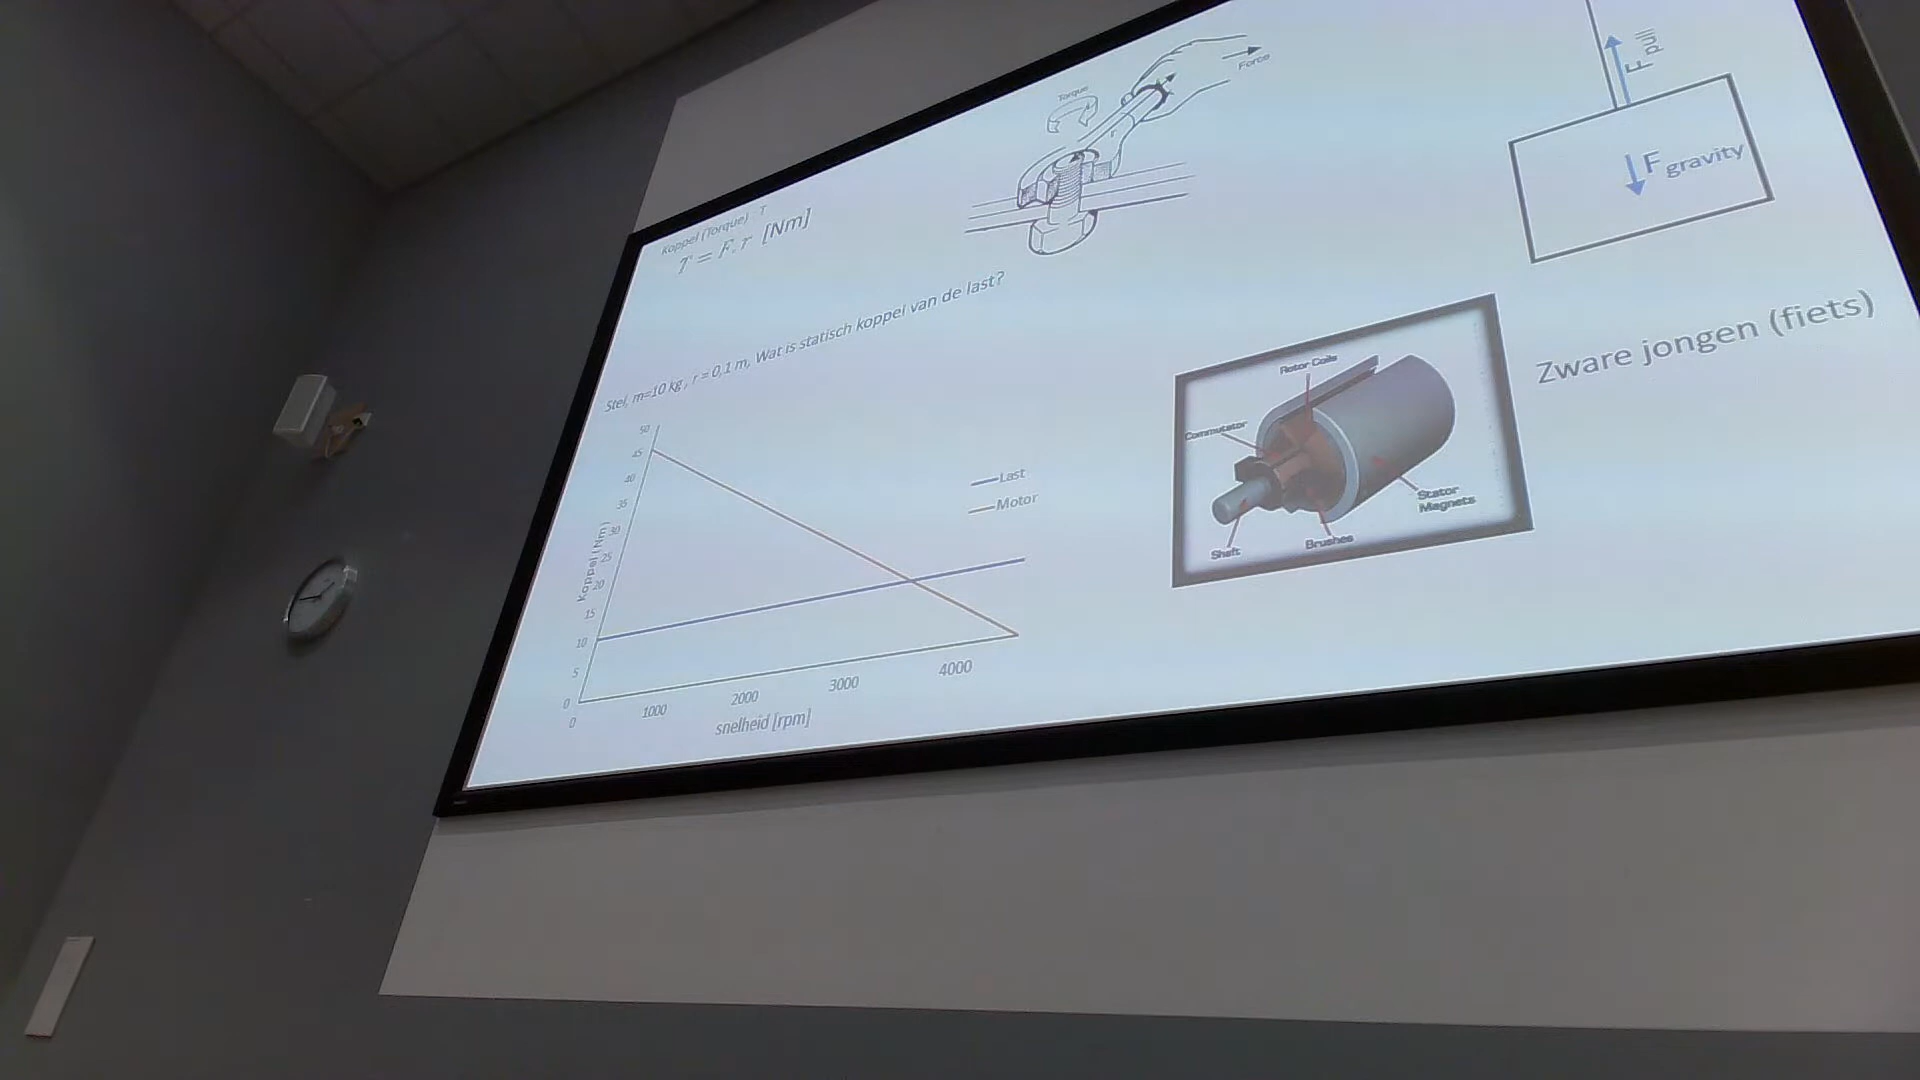 Koppel (Torque) T
T = F. r [Nm]
Torque
Force
r
F pull
F gravity
Stel, m=10 kg, r = 0,1 m, Wat is statisch koppel van de last?
Zware jongen (fiets)
50
45
40
35
30
25
20
15
10
5
0
Koppel (Nm)
0
1000
2000
3000
4000
snelheid [rpm]
Last
Motor
Rotor Coils
Commutator
Stator
Magnets
Shaft
Brushes